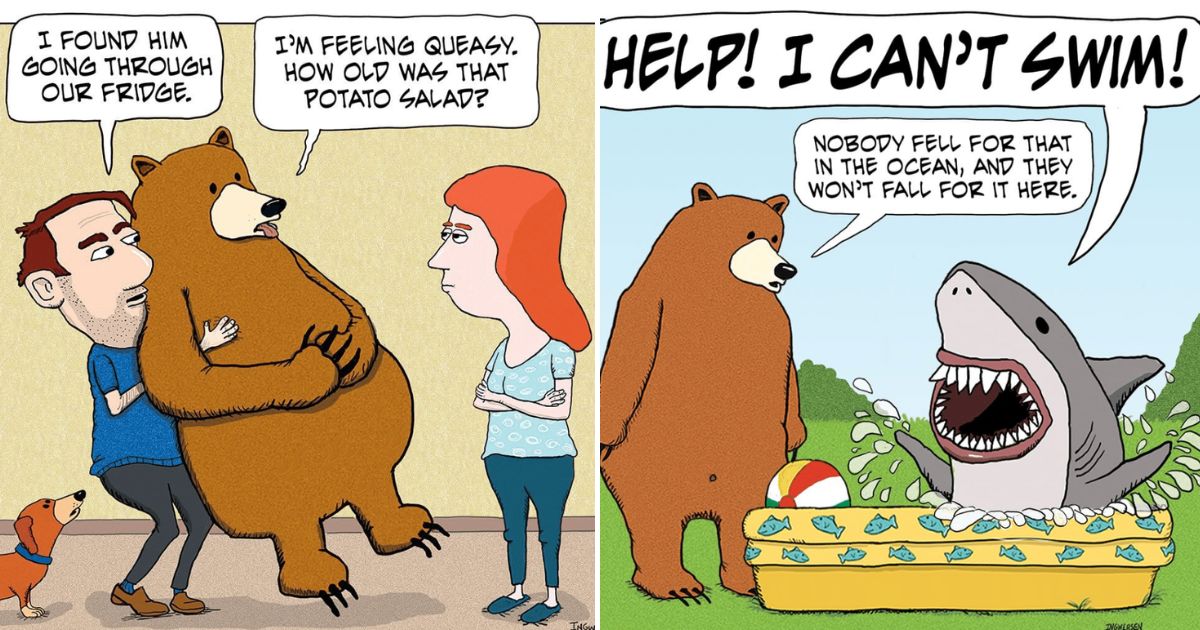 I FOUND HIM
GOING THROUGH
OUR FRIDGE.
I'M FEELING QUEASY.
HOW OLD WAS THAT
POTATO SALAD?
HELP! I CAN'T SWIM!
NOBODY FELL FOR THAT
IN THE OCEAN, AND THEY
WON'T FALL FOR IT HERE.